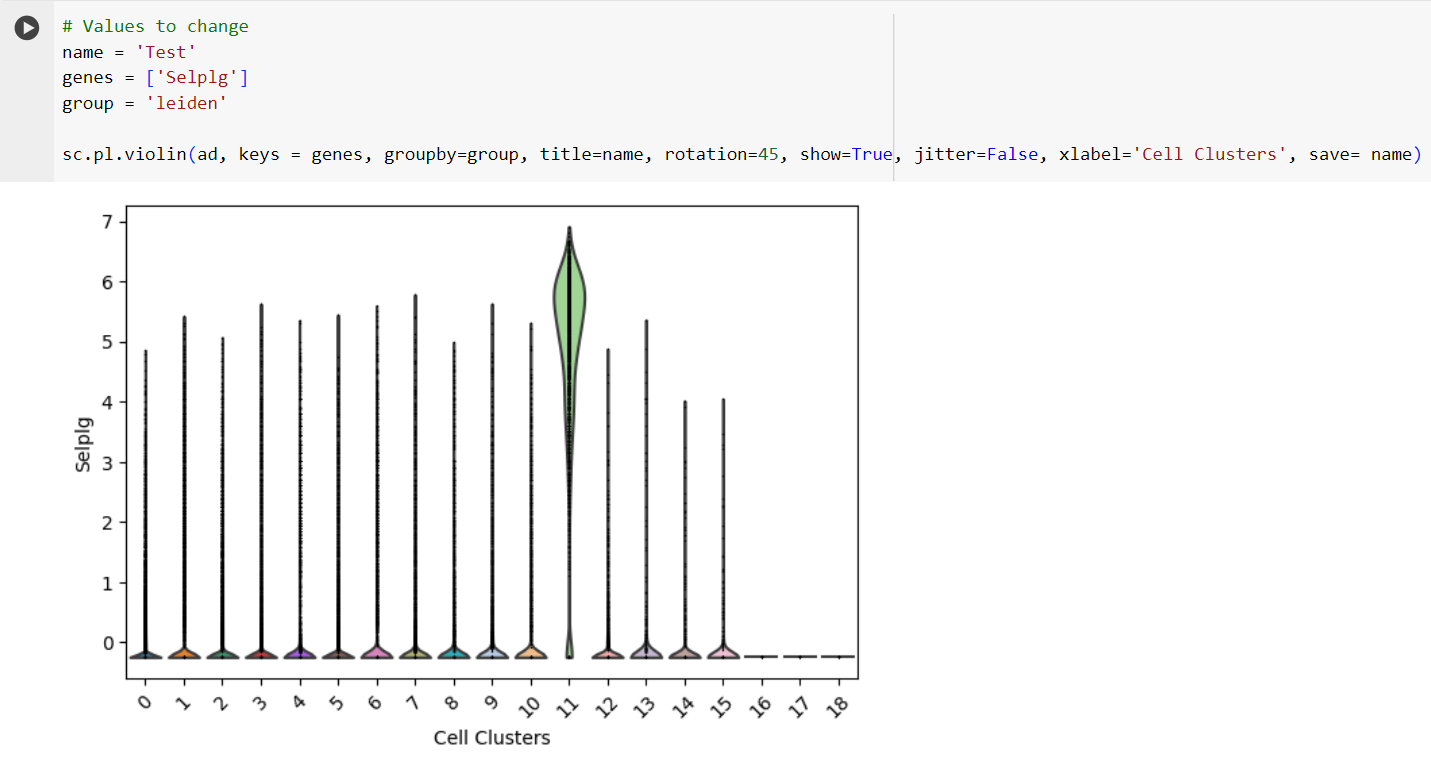 # Values to change
name = 'Test'
genes = ['Selplg']
group = 'leiden'
sc.pl.violin(ad, keys = genes, groupby=group, title=name, rotation=45, show=True, jitter=False, xlabel='Cell Clusters', save= name)
7
6
5
4
3
2
1
0
Selplg
0 1 2 3 4 5 6 7 8 9 10 11 12 13 14 15 16 17 18
Cell Clusters